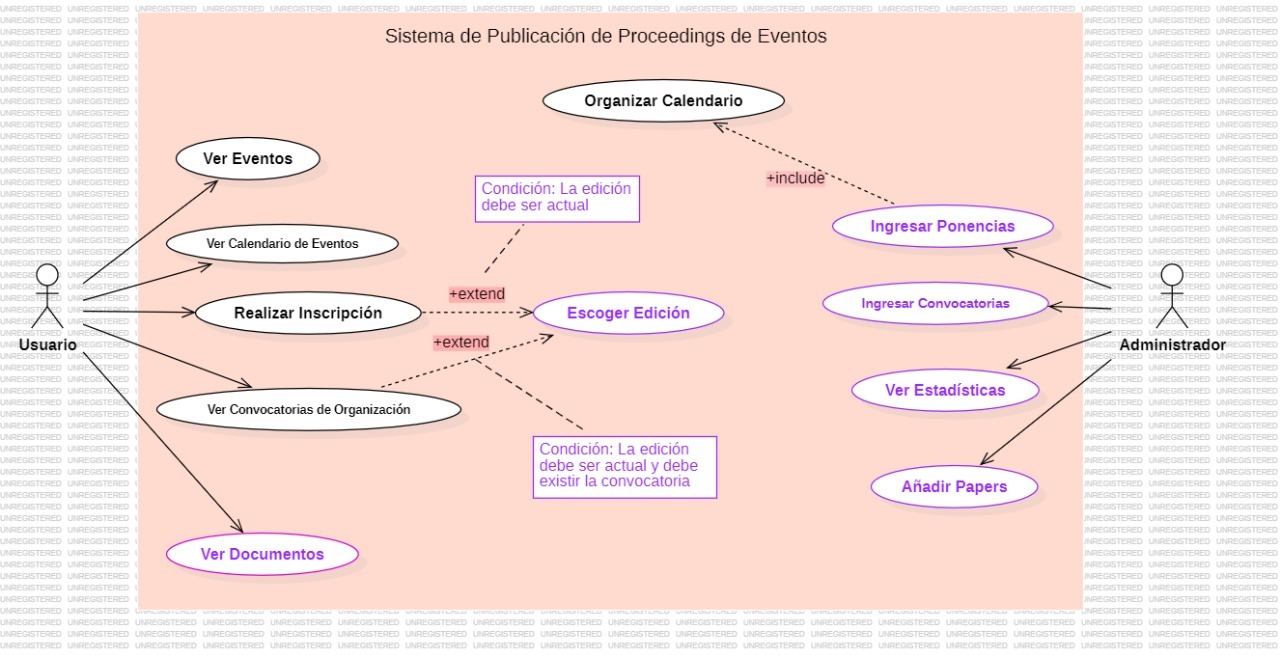 Sistema de Publicación de Proceedings de Eventos
Organizar Calendario
Ver Eventos
+include
Condición: La edición
debe ser actual
Ingresar Ponencias
Ver Calendario de Eventos
+extend
Ingresar Convocatorias
Realizar Inscripción
Escoger Edición
+extend
Usuario
Administrador
Ver Estadísticas
Ver Convocatorias de Organización
Condición: La edición
debe ser actual y debe
existir la convocatoria
Añadir Papers
Ver Documentos
UNREGISTERED